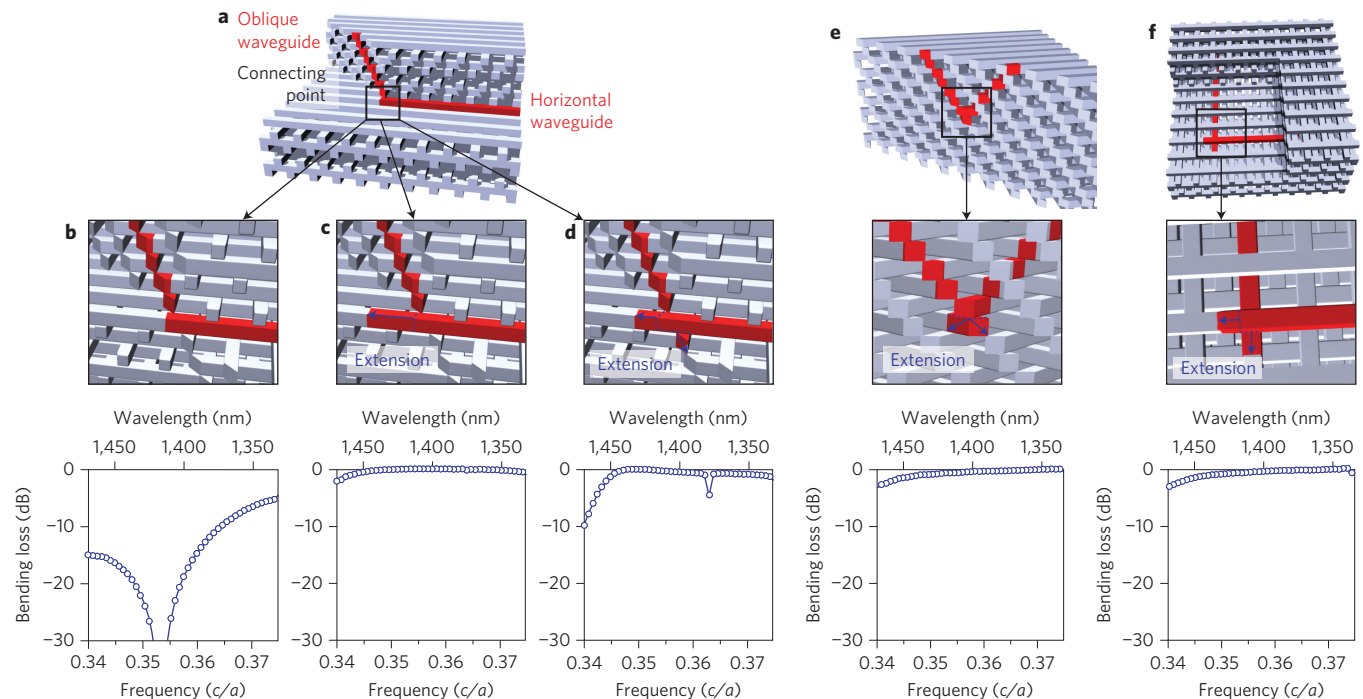 a Oblique
waveguide
Connecting
point
Horizontal
waveguide
e
f
b
c
d
Extension
Extension
Extension
Extension
Wavelength (nm)
1,450 1,400 1,350
Wavelength (nm)
1,450 1,400 1,350
Wavelength (nm)
1,450 1,400 1,350
Wavelength (nm)
1,450 1,400 1,350
Wavelength (nm)
1,450 1,400 1,350
Bending loss (dB)
0
−10
−20
−30
0.34 0.35 0.36 0.37
Frequency (c/a)
0
−10
−20
−30
0.34 0.35 0.36 0.37
Frequency (c/a)
0
−10
−20
−30
0.34 0.35 0.36 0.37
Frequency (c/a)
Bending loss (dB)
0
−10
−20
−30
0.34 0.35 0.36 0.37
Frequency (c/a)
Bending loss (dB)
0
−10
−20
−30
0.34 0.35 0.36 0.37
Frequency (c/a)